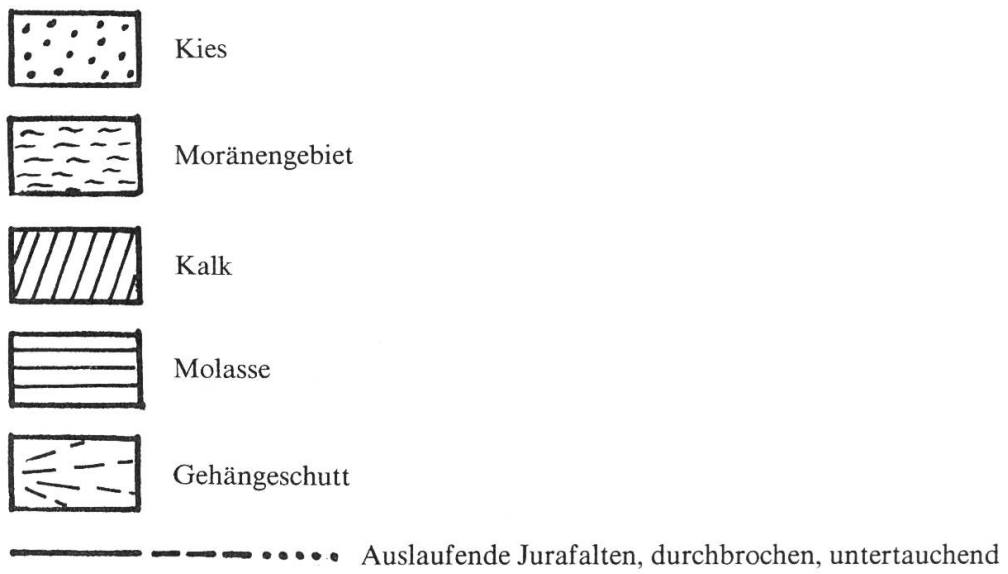 Kies
Moränengebiet
Kalk
Molasse
Gehängeschutt
Auslaufende Jurafalten, durchbrochen, untertauchend